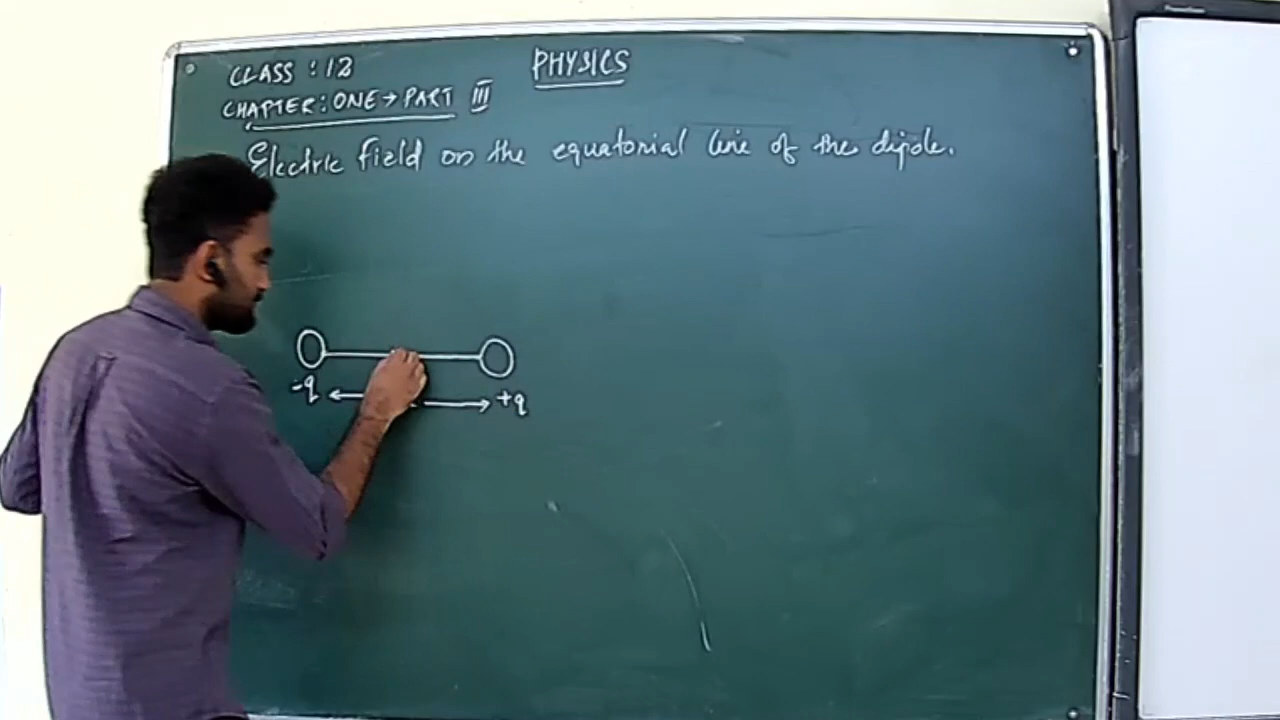 PHYSICS
CLASS : 12
CHAPTER: ONE → PART III
Electric field on the equatorial line of the dipole.
-q
+q